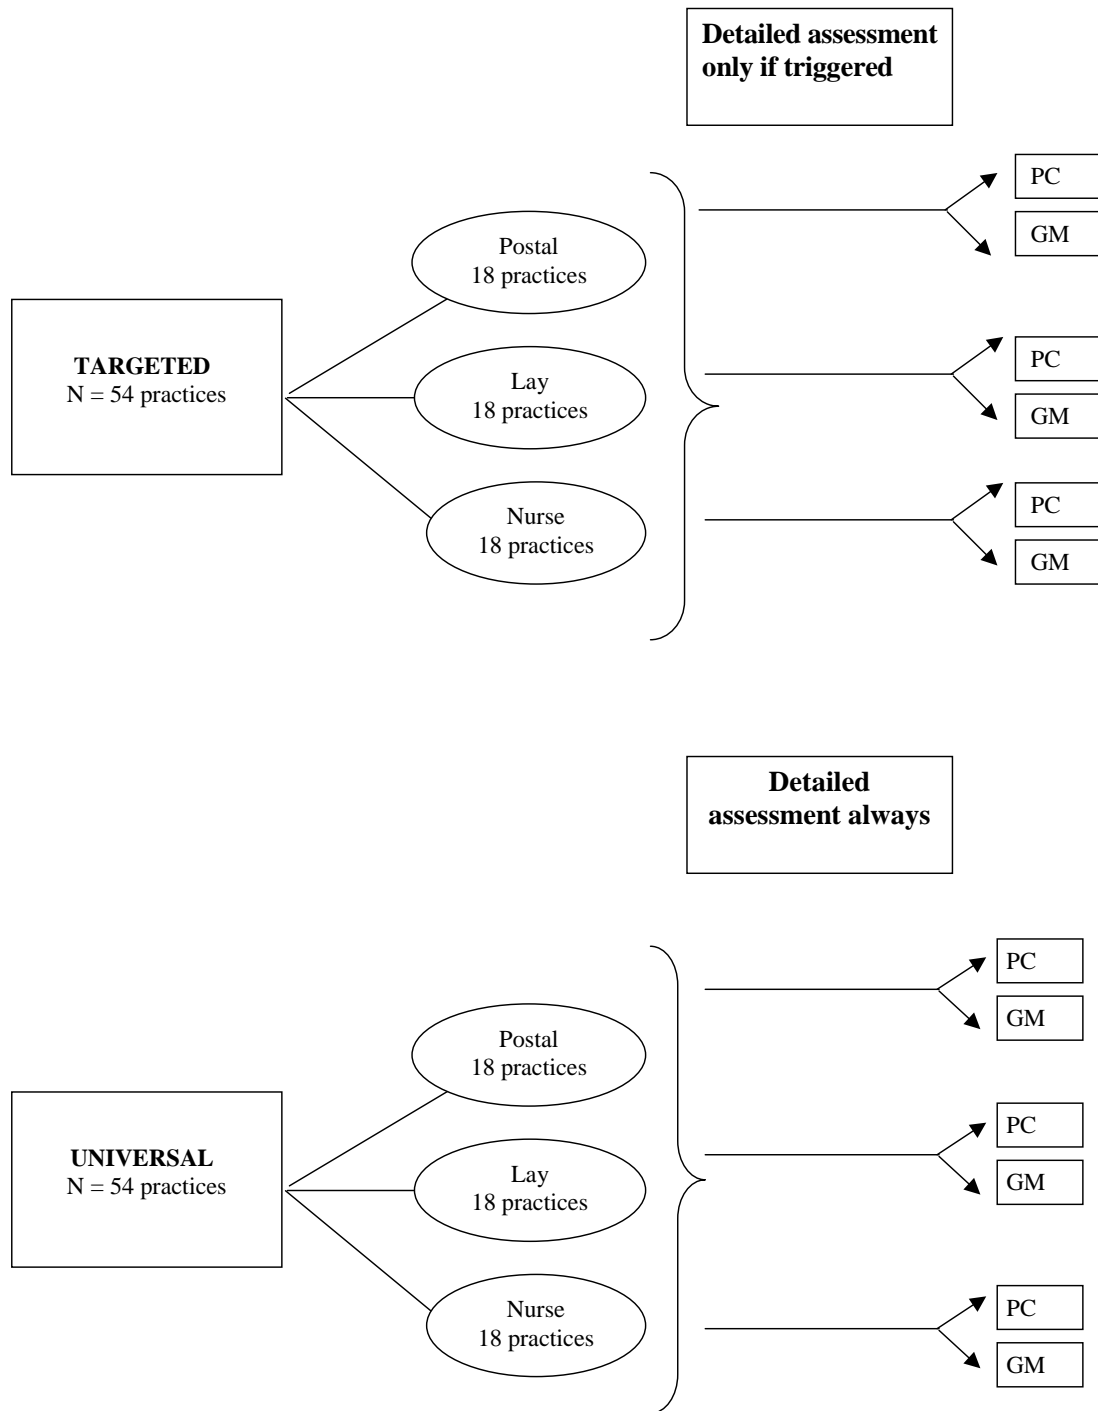 Detailed assessment
only if triggered
PC
GM
Postal
18 practices
TARGETED
N = 54 practices
Lay
18 practices
PC
GM
Nurse
18 practices
PC
GM
Detailed
assessment always
PC
GM
Postal
18 practices
UNIVERSAL
N = 54 practices
Lay
18 practices
PC
GM
Nurse
18 practices
PC
GM